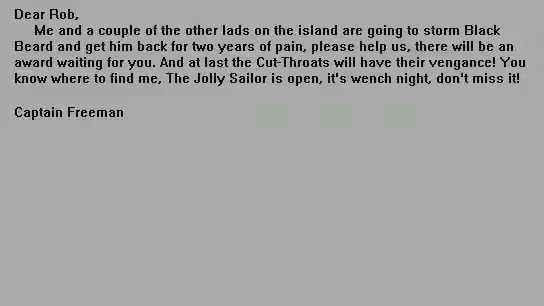 Dear Rob,
Me and a couple of the other lads on the island are going to storm Black
Beard and get him back for two years of pain, please help us, there will be an
award waiting for you. And at last the Cut-Throats will have their vengance! You
know where to find me, The Jolly Sailor is open, it's wench night, don't miss it!
Captain Freeman